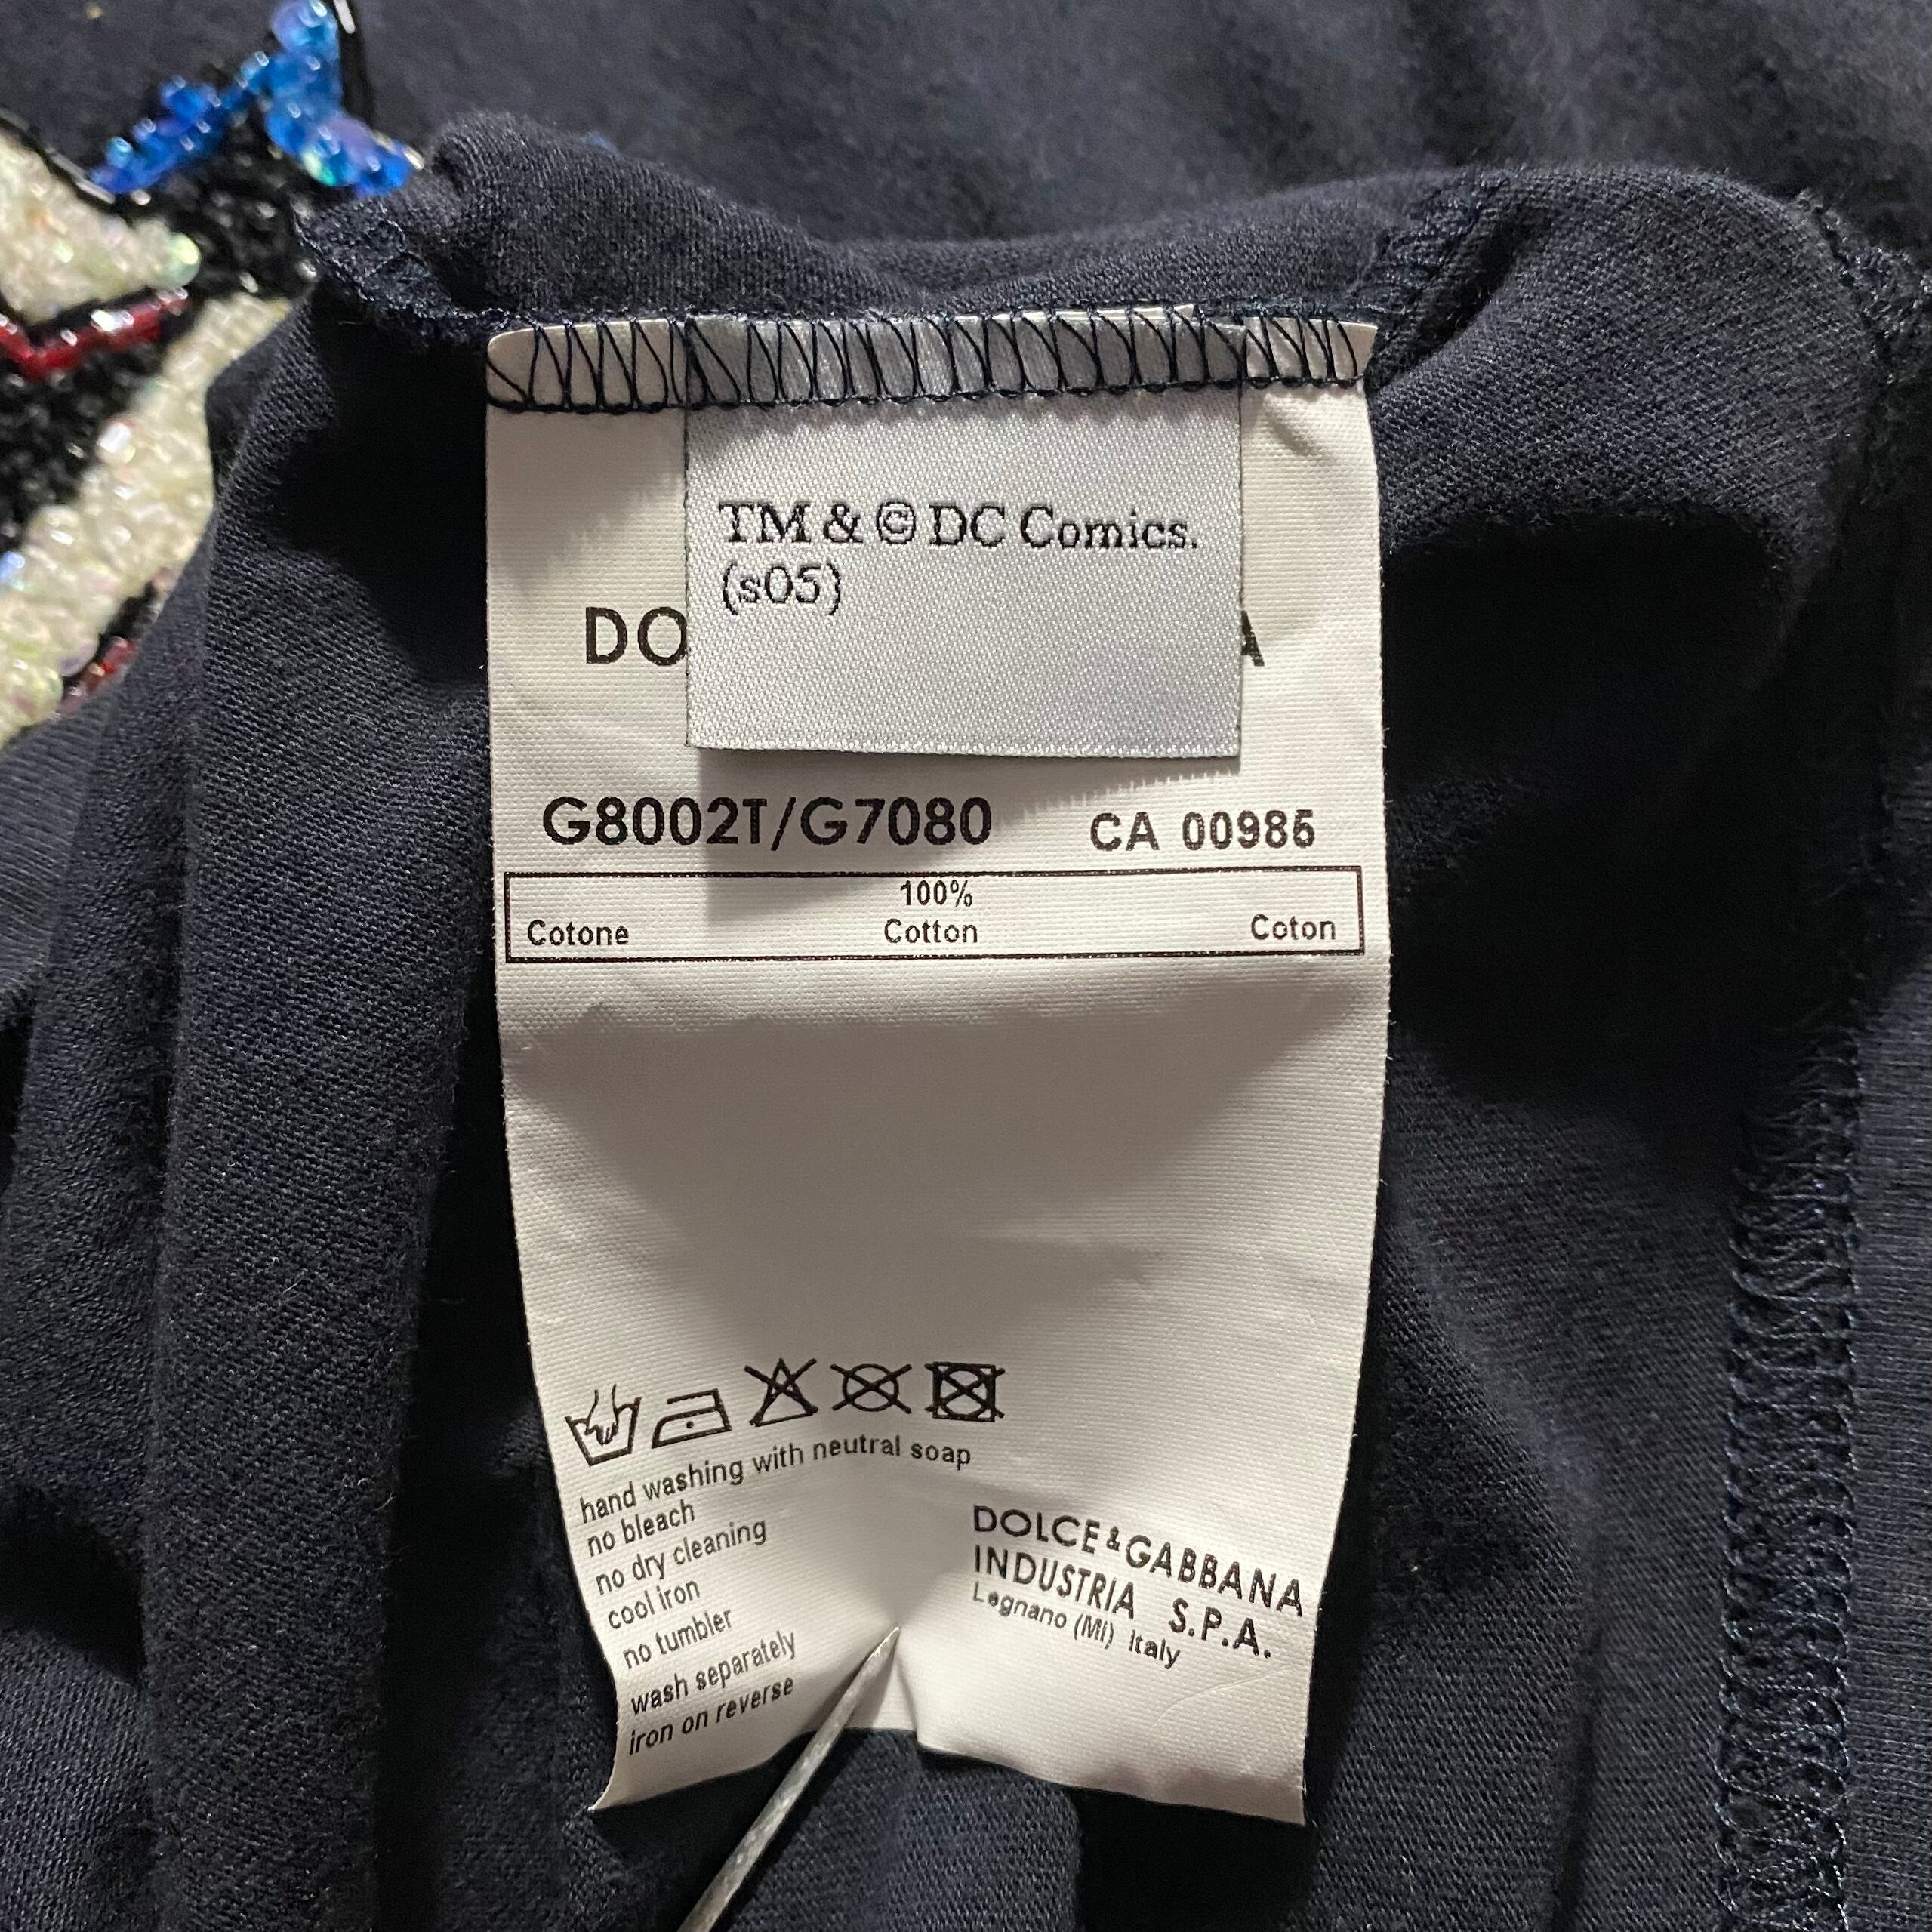 TM & © DC Comics.
(s05)
G8002T/G7080 CA 00985
100%
Cotone Cotton Coton
hand washing with neutral soap
no bleach
no dry cleaning
cool iron
no tumbler
wash separately
iron on reverse
DOLCE&GABBANA
INDUSTRIA S.P.A.
Legnano (MI) Italy